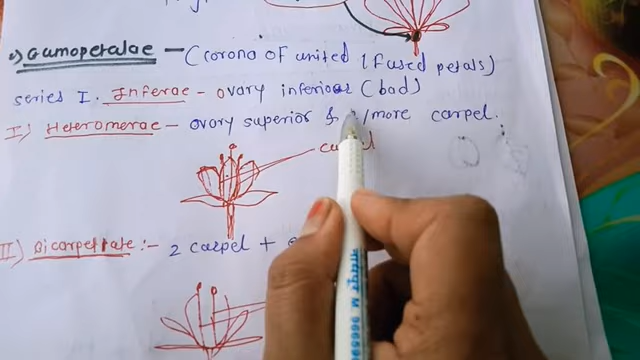 Gamopetalae - (corona of united (fused petals)
series I. Inferae - ovary inferior (bad)
II) Heteromerae - ovary superior & /more carpel.
III) Bicarpellate :- 2 carpel +